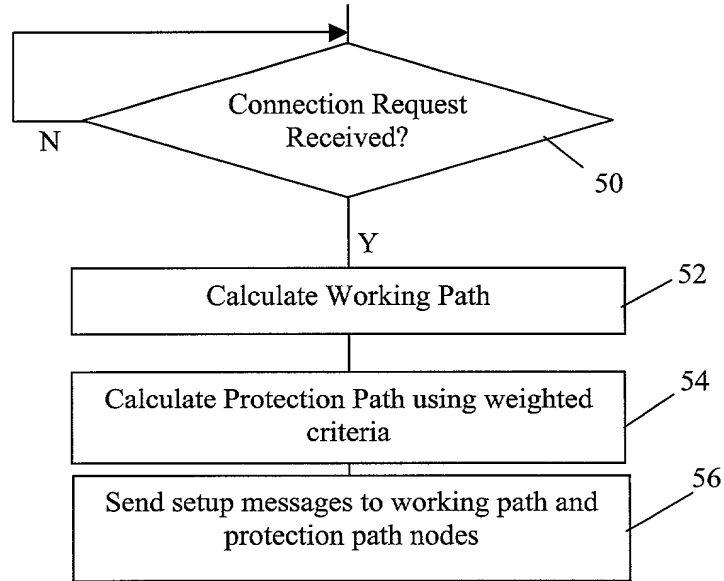 Connection Request
Received?
N
50
Y
Calculate Working Path
52
Calculate Protection Path using weighted
criteria
54
Send setup messages to working path and
protection path nodes
56